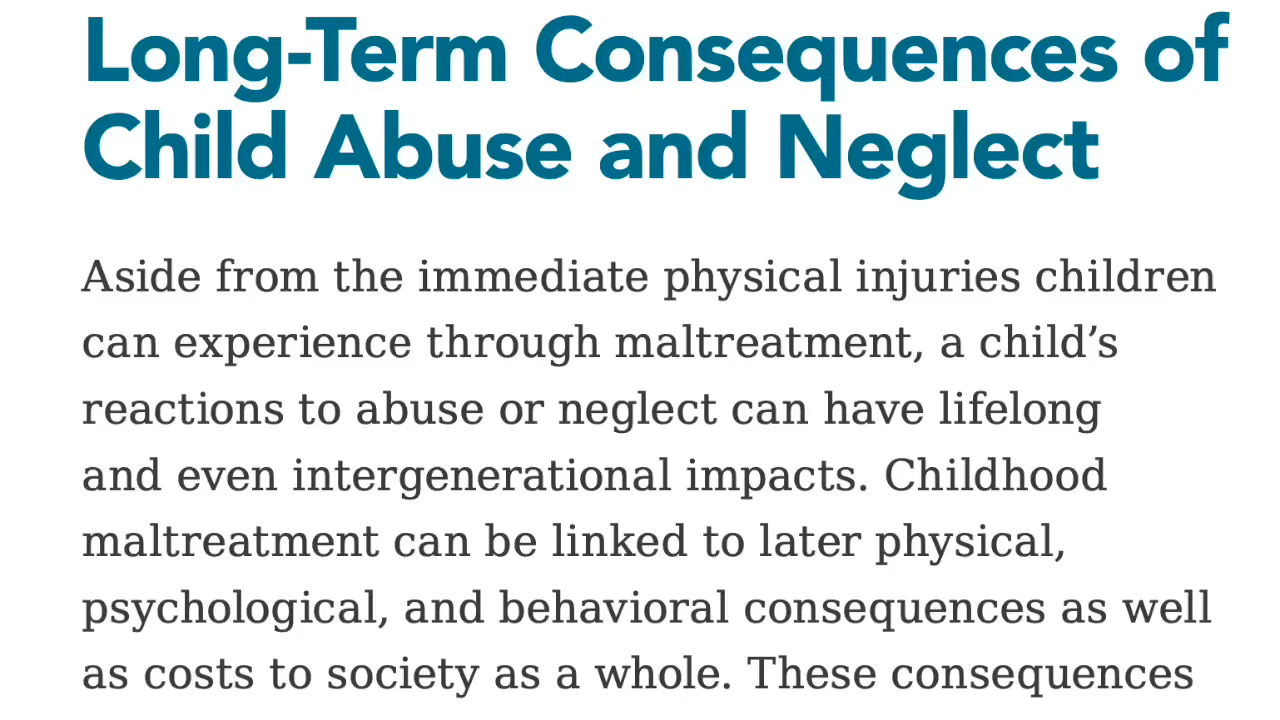 Long-Term Consequences of
Child Abuse and Neglect
Aside from the immediate physical injuries children
can experience through maltreatment, a child’s
reactions to abuse or neglect can have lifelong
and even intergenerational impacts. Childhood
maltreatment can be linked to later physical,
psychological, and behavioral consequences as well
as costs to society as a whole. These consequences